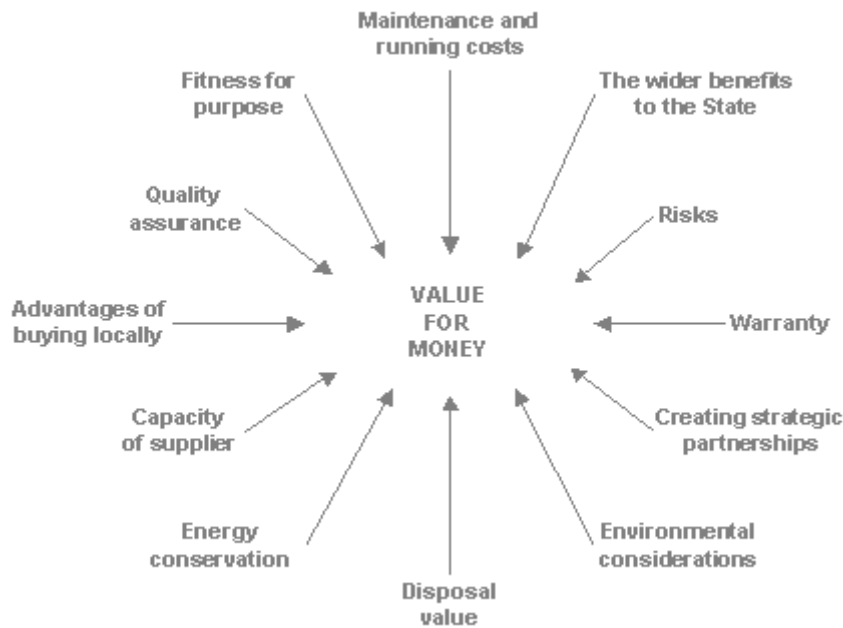 Maintenance and
running costs
The wider benefits
to the State
Risks
Warranty
Creating strategic
partnerships
Environmental
considerations
Disposal
value
Energy
conservation
Capacity
of supplier
Advantages of
buying locally
Quality
assurance
Fitness for
purpose
VALUE
FOR
MONEY